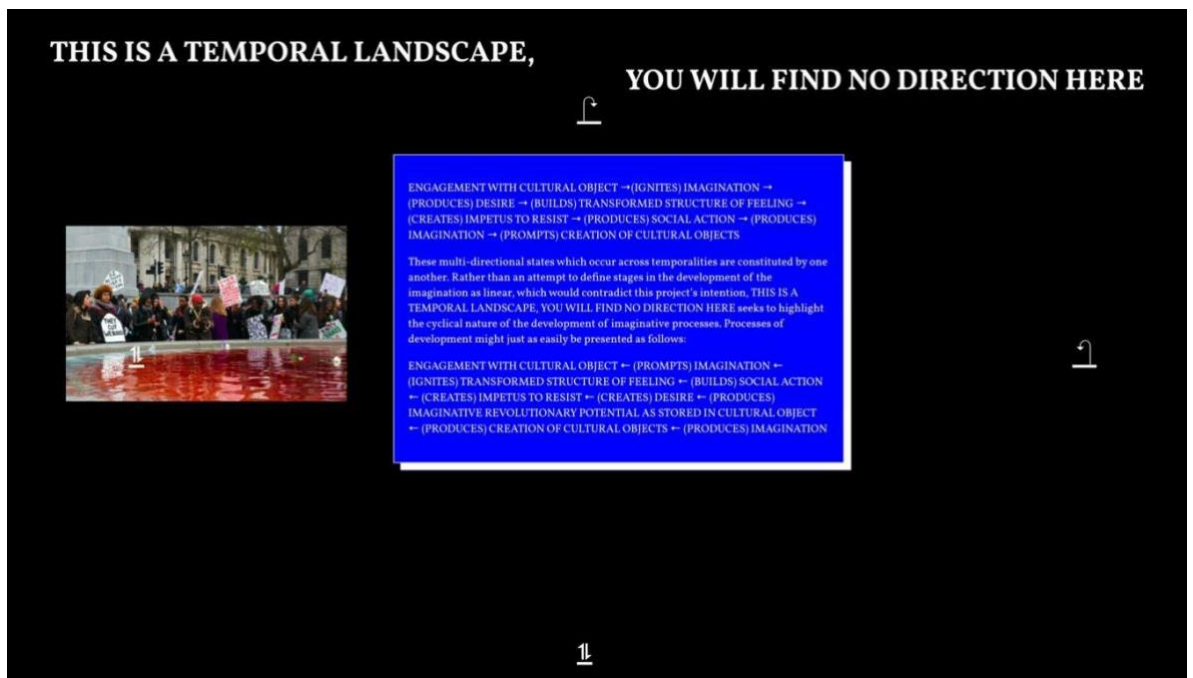 THIS IS A TEMPORAL LANDSCAPE,
YOU WILL FIND NO DIRECTION HERE
ENGAGEMENT WITH CULTURAL OBJECT →(IGNITES) IMAGINATION →
(PRODUCES) DESIRE → (BUILDS) TRANSFORMED STRUCTURE OF FEELING →
(CREATES) IMPETUS TO RESIST → (PRODUCES) SOCIAL ACTION → (PRODUCES)
IMAGINATION → (PROMPTS) CREATION OF CULTURAL OBJECTS
These multi-directional states which occur across temporalities are constituted by one
another. Rather than an attempt to define stages in the development of the
imagination as linear, which would contradict this project's intention, THIS IS A
TEMPORAL LANDSCAPE, YOU WILL FIND NO DIRECTION HERE seeks to highlight
the cyclical nature of the development of imaginative processes. Processes of
development might just as easily be presented as follows:
ENGAGEMENT WITH CULTURAL OBJECT ← (PROMPTS) IMAGINATION ←
(IGNITES) TRANSFORMED STRUCTURE OF FEELING ← (BUILDS) SOCIAL ACTION
← (CREATES) IMPETUS TO RESIST ← (CREATES) DESIRE ← (PRODUCES)
IMAGINATIVE REVOLUTIONARY POTENTIAL AS STORED IN CULTURAL OBJECT
← (PRODUCES) CREATION OF CULTURAL OBJECTS ← (PRODUCES) IMAGINATION
THEY
CUT